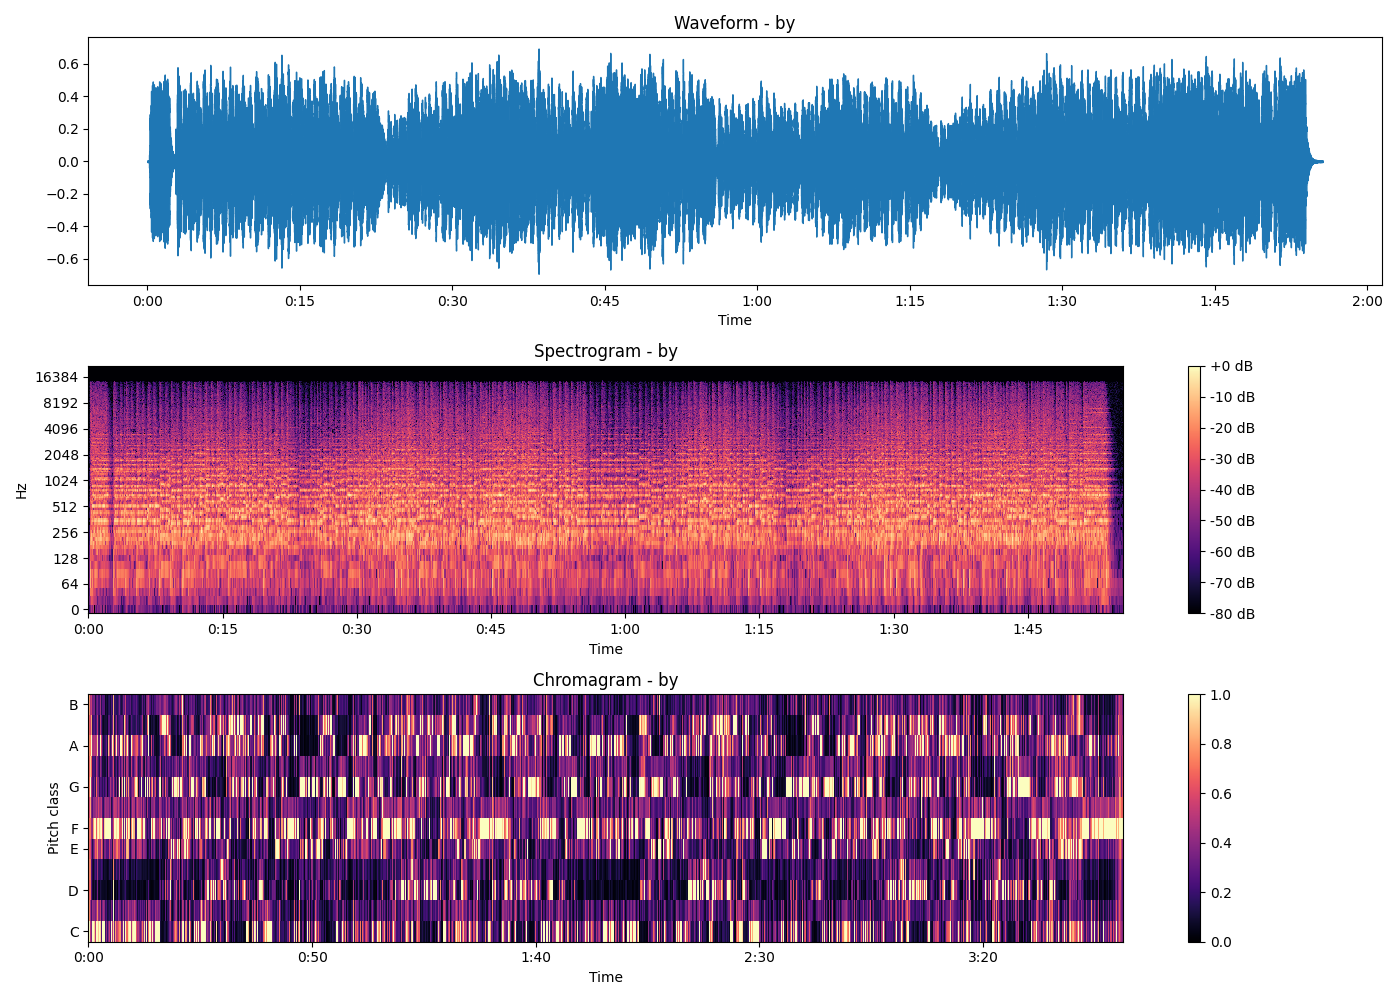 Waveform - by
0.6
0.4
0.2
0.0
−0.2
−0.4
−0.6
0:00 0:15 0:30 0:45 1:00 1:15 1:30 1:45 2:00
Time
Spectrogram - by
Hz
16384
8192
4096
2048
1024
512
256
128
64
0
0:00 0:15 0:30 0:45 1:00 1:15 1:30 1:45
Time
+0 dB
-10 dB
-20 dB
-30 dB
-40 dB
-50 dB
-60 dB
-70 dB
-80 dB
Chromagram - by
Pitch class
B
A
G
F
E
D
C
0:00 0:50 1:40 2:30 3:20
Time
1.0
0.8
0.6
0.4
0.2
0.0